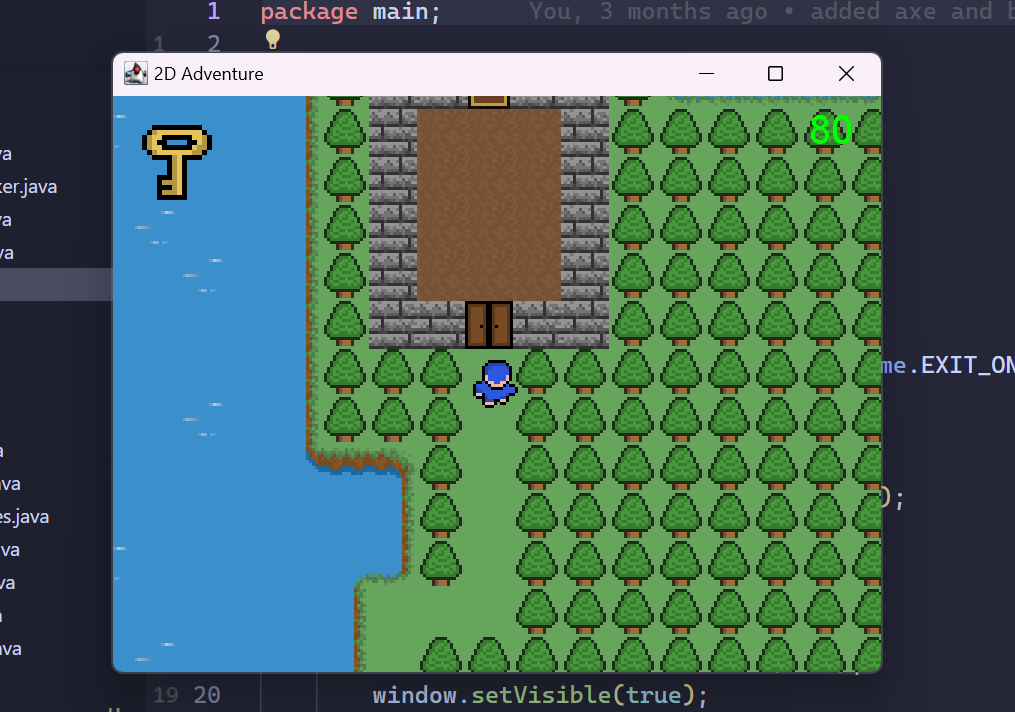 1 package main; You, 3 months ago • added axe and b
1 2
2D Adventure
80
va
ker.java
va
va
me.EXIT_ON
a
ava
);
es.java
va
va
a
ava
19 20 window.setVisible(true);